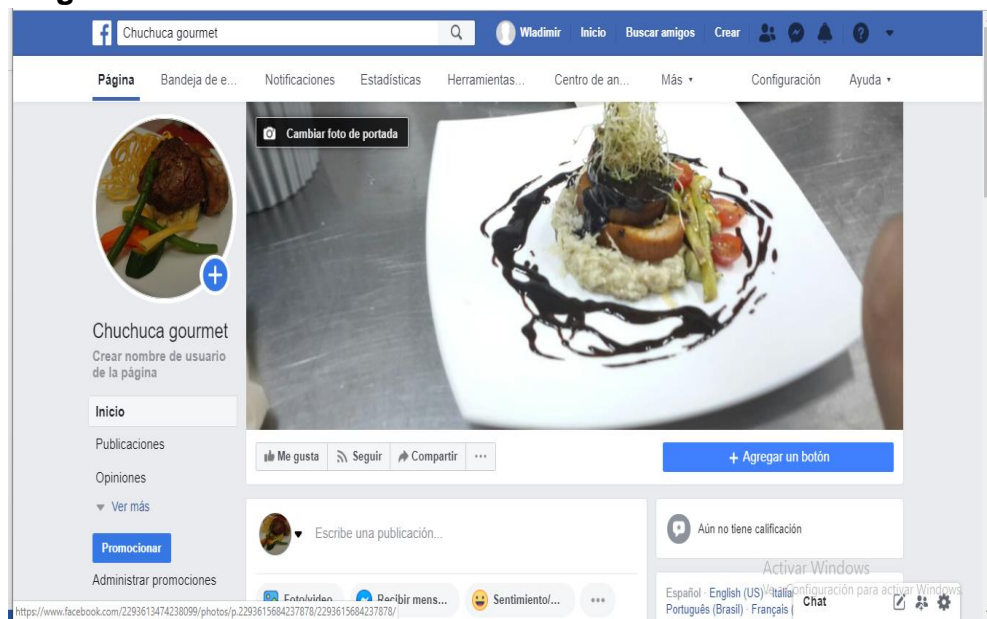 Chuchuca gourmet
Wladimir Inicio Buscar amigos Crear
Página Bandeja de e... Notificaciones Estadísticas Herramientas... Centro de an... Más Configuración Ayuda
Cambiar foto de portada
Chuchuca gourmet
Crear nombre de usuario
de la página
Inicio
Publicaciones
Opiniones
Ver más
Promocionar
Administrar promociones
Me gusta Seguir Compartir ...
+ Agregar un botón
Escribe una publicación...
Aún no tiene calificación
Foto/video Recibir mens... Sentimiento/... ...
Activar Windows
Español · English (US) ·
Português (Brasil) · Français (
Configuración para activar Windows.
Chat
https://www.facebook.com/2293613474238099/photos/p.2293615684237878/2293615684237878/